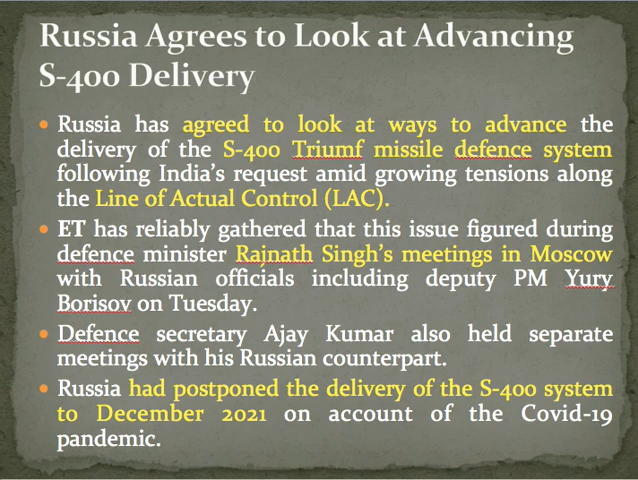 Russia Agrees to Look at Advancing
S-400 Delivery
• Russia has agreed to look at ways to advance the
delivery of the S-400 Triumf missile defence system
following India's request amid growing tensions along
the Line of Actual Control (LAC).
• ET has reliably gathered that this issue figured during
defence minister Rajnath Singh's meetings in Moscow
with Russian officials including deputy PM Yury
Borisov on Tuesday.
• Defence secretary Ajay Kumar also held separate
meetings with his Russian counterpart.
• Russia had postponed the delivery of the S-400 system
to December 2021 on account of the Covid-19
pandemic.